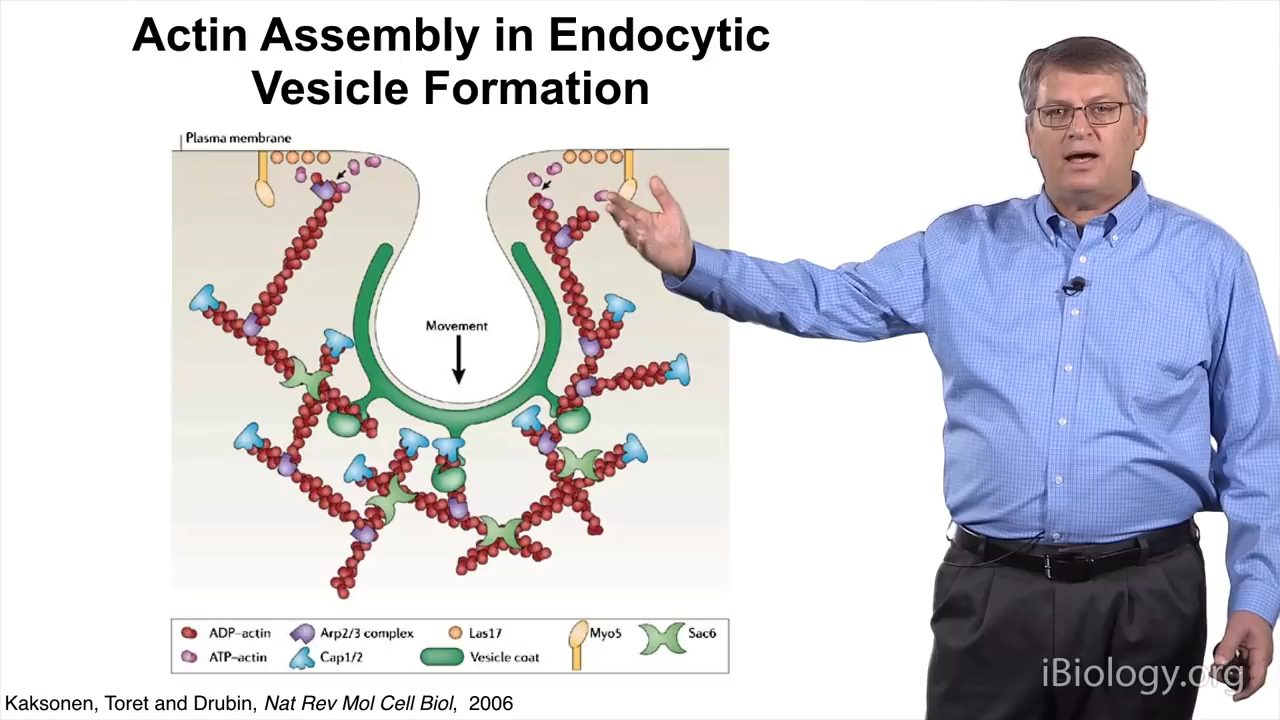 Actin Assembly in Endocytic
Vesicle Formation
Plasma membrane
Movement
ADP–actin
Arp2/3 complex
Las17
Myo5
Sac6
ATP–actin
Cap1/2
Vesicle coat
iBiology.org
Kaksonen, Toret and Drubin, Nat Rev Mol Cell Biol, 2006